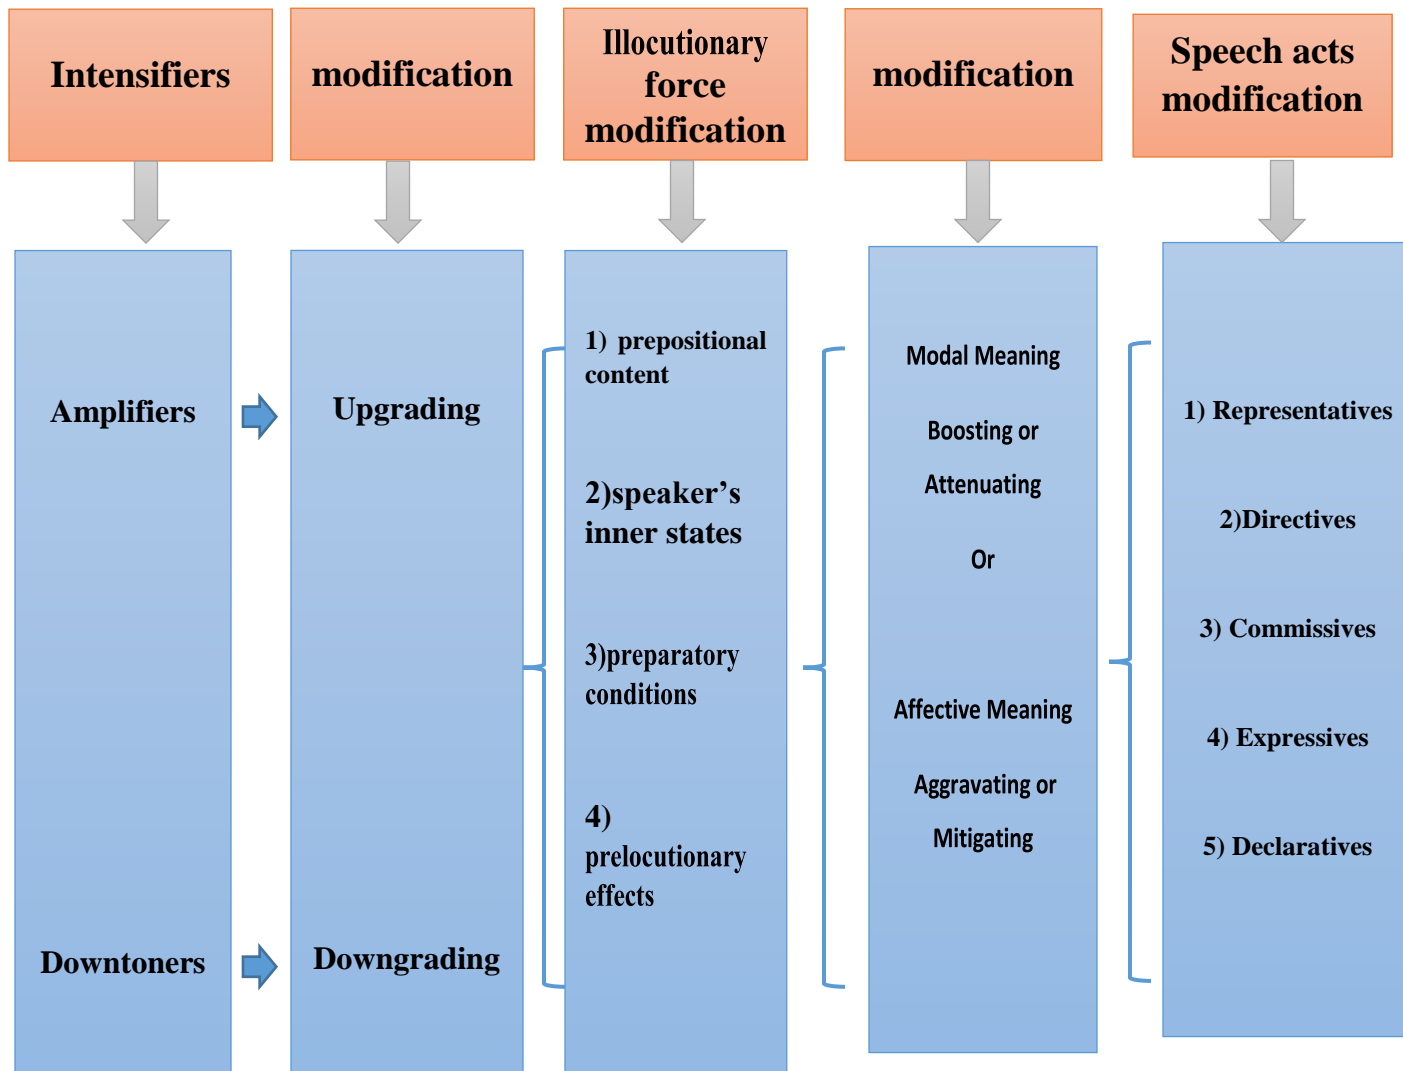 Intensifiers
modification
Illocutionary
force
modification
modification
Speech acts
modification
Amplifiers
Downtoners
Upgrading
Downgrading
1) prepositional
content
2)speaker’s
inner states
3)preparatory
conditions
4)
prelocutionary
effects
Modal Meaning
Boosting or
Attenuating
Or
Affective Meaning
Aggravating or
Mitigating
1) Representatives
2)Directives
3) Commissives
4) Expressives
5) Declaratives